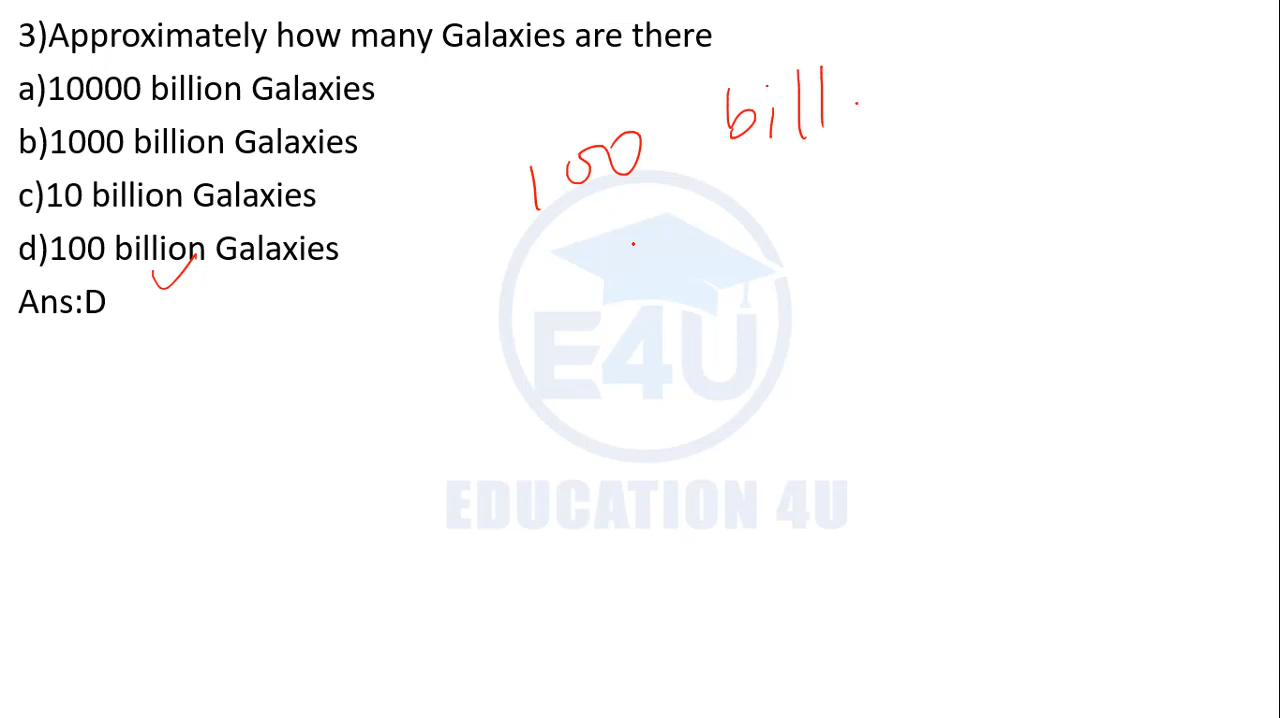 3)Approximately how many Galaxies are there
a)10000 billion Galaxies
b)1000 billion Galaxies
c)10 billion Galaxies
d)100 billion Galaxies
Ans:D
100 bill
E4U
EDUCATION 4U